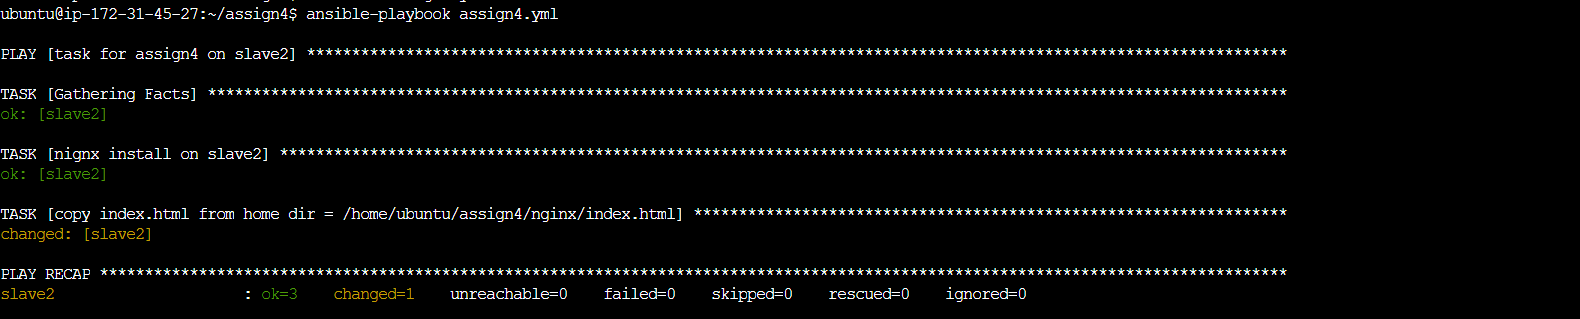 ubuntu@ip-172-31-45-27:~/assign4$ ansible-playbook assign4.yml
PLAY [task for assign4 on slave2] *************************************************************************************************************
TASK [Gathering Facts] ************************************************************************************************************************
ok: [slave2]
TASK [nignx install on slave2] ****************************************************************************************************************
ok: [slave2]
TASK [copy index.html from home dir = /home/ubuntu/assign4/nginx/index.html] ******************************************************************
changed: [slave2]
PLAY RECAP ************************************************************************************************************************************
slave2                     : ok=3    changed=1    unreachable=0    failed=0    skipped=0    rescued=0    ignored=0